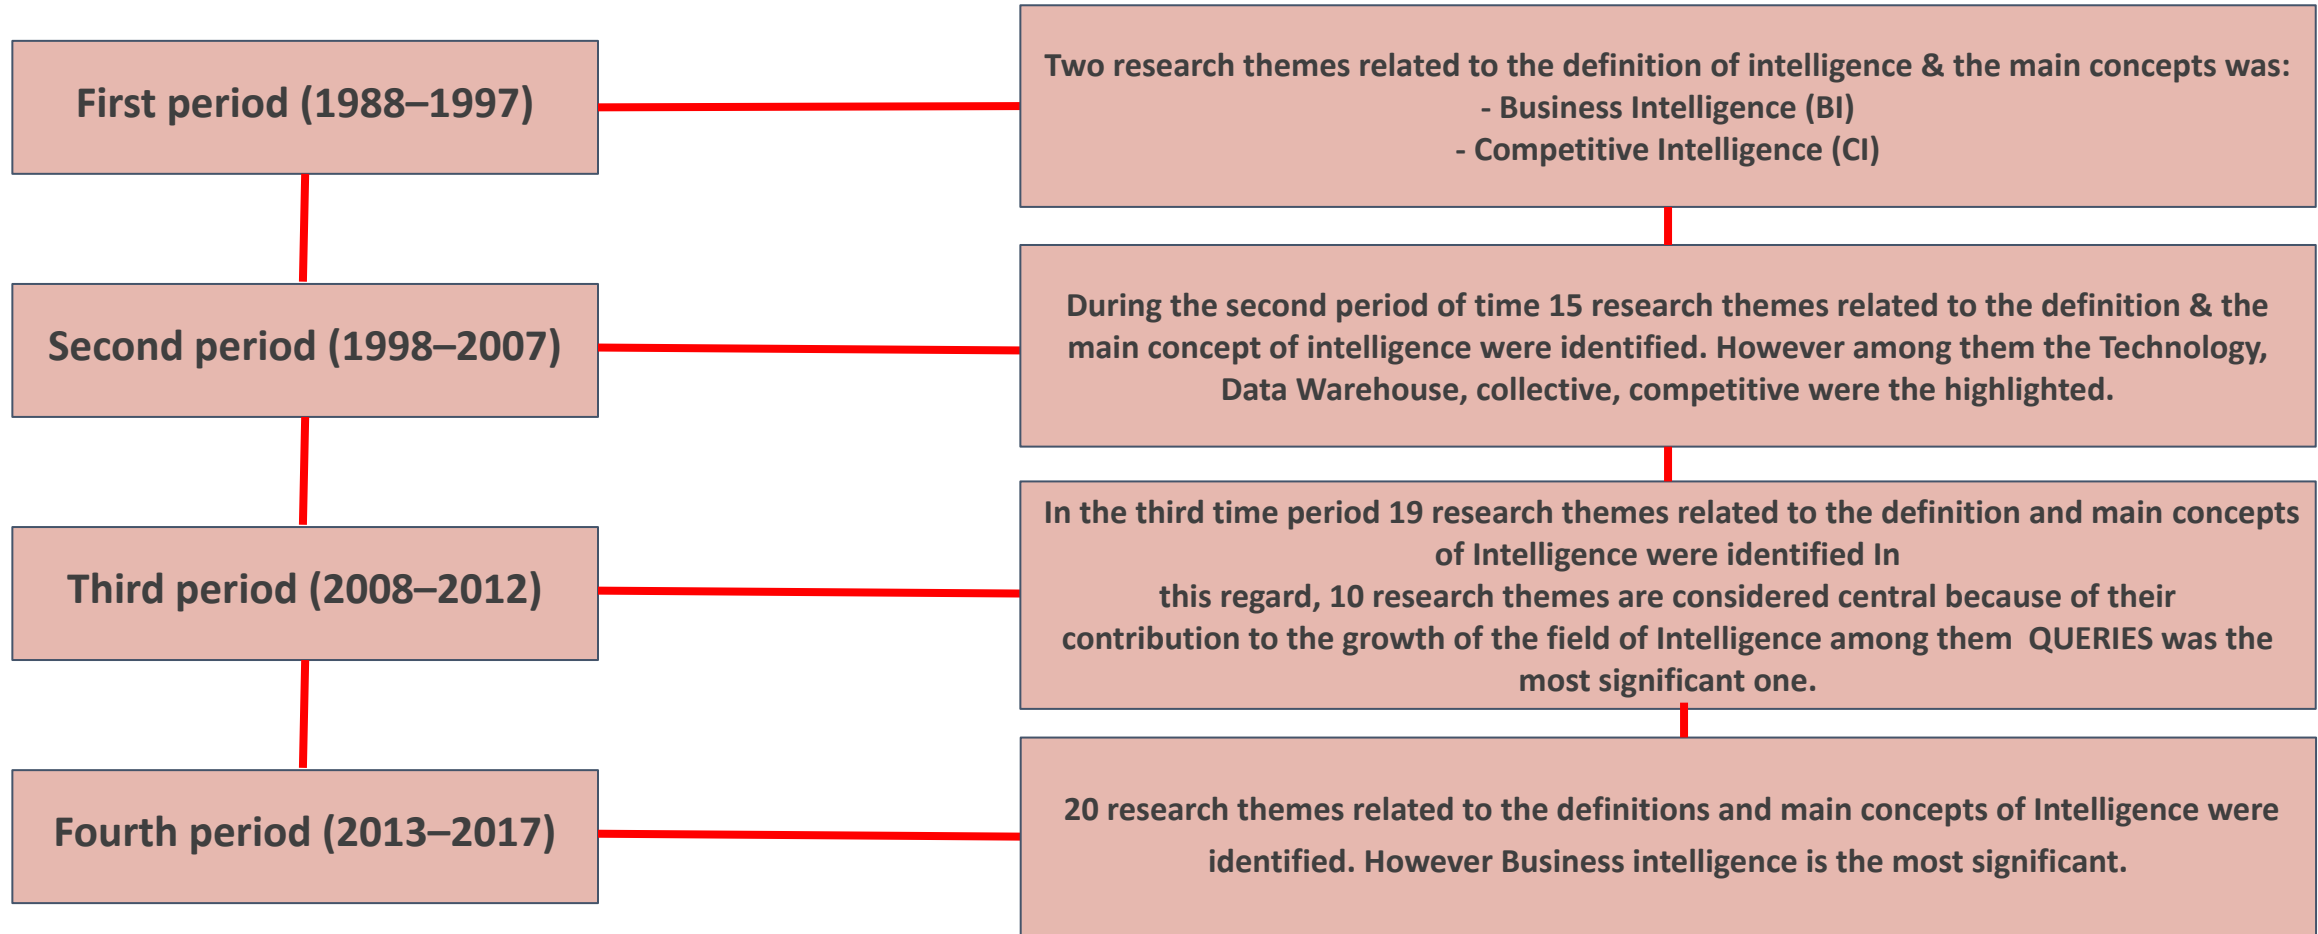 First period (1988–1997)
Two research themes related to the definition of intelligence & the main concepts was:
- Business Intelligence (BI)
- Competitive Intelligence (CI)
Second period (1998–2007)
During the second period of time 15 research themes related to the definition & the
main concept of intelligence were identified. However among them the Technology,
Data Warehouse, collective, competitive were the highlighted.
Third period (2008–2012)
In the third time period 19 research themes related to the definition and main concepts
of Intelligence were identified In
this regard, 10 research themes are considered central because of their
contribution to the growth of the field of Intelligence among them QUERIES was the
most significant one.
Fourth period (2013–2017)
20 research themes related to the definitions and main concepts of Intelligence were
identified. However Business intelligence is the most significant.